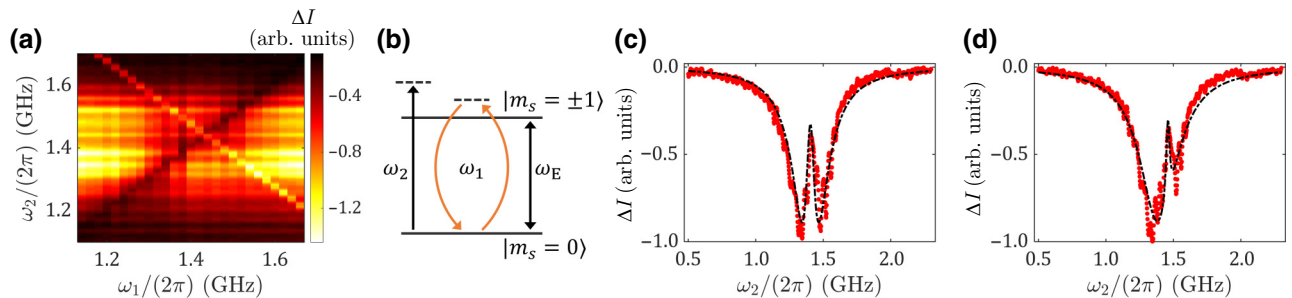 (a)
ΔI
(arb. units)
ω₂/(2π) (GHz)
1.6
1.4
1.2
1.2
1.4
1.6
ω₁/(2π) (GHz)
−0.4
−0.8
−1.2
(b)
|mₛ = ±1⟩
ω₂
ω₁
ω_E
|mₛ = 0⟩
(c)
ΔI (arb. units)
0.0
−0.5
−1.0
0.5
1.0
1.5
2.0
ω₂/(2π) (GHz)
(d)
ΔI (arb. units)
0.0
−0.5
−1.0
0.5
1.0
1.5
2.0
ω₂/(2π) (GHz)